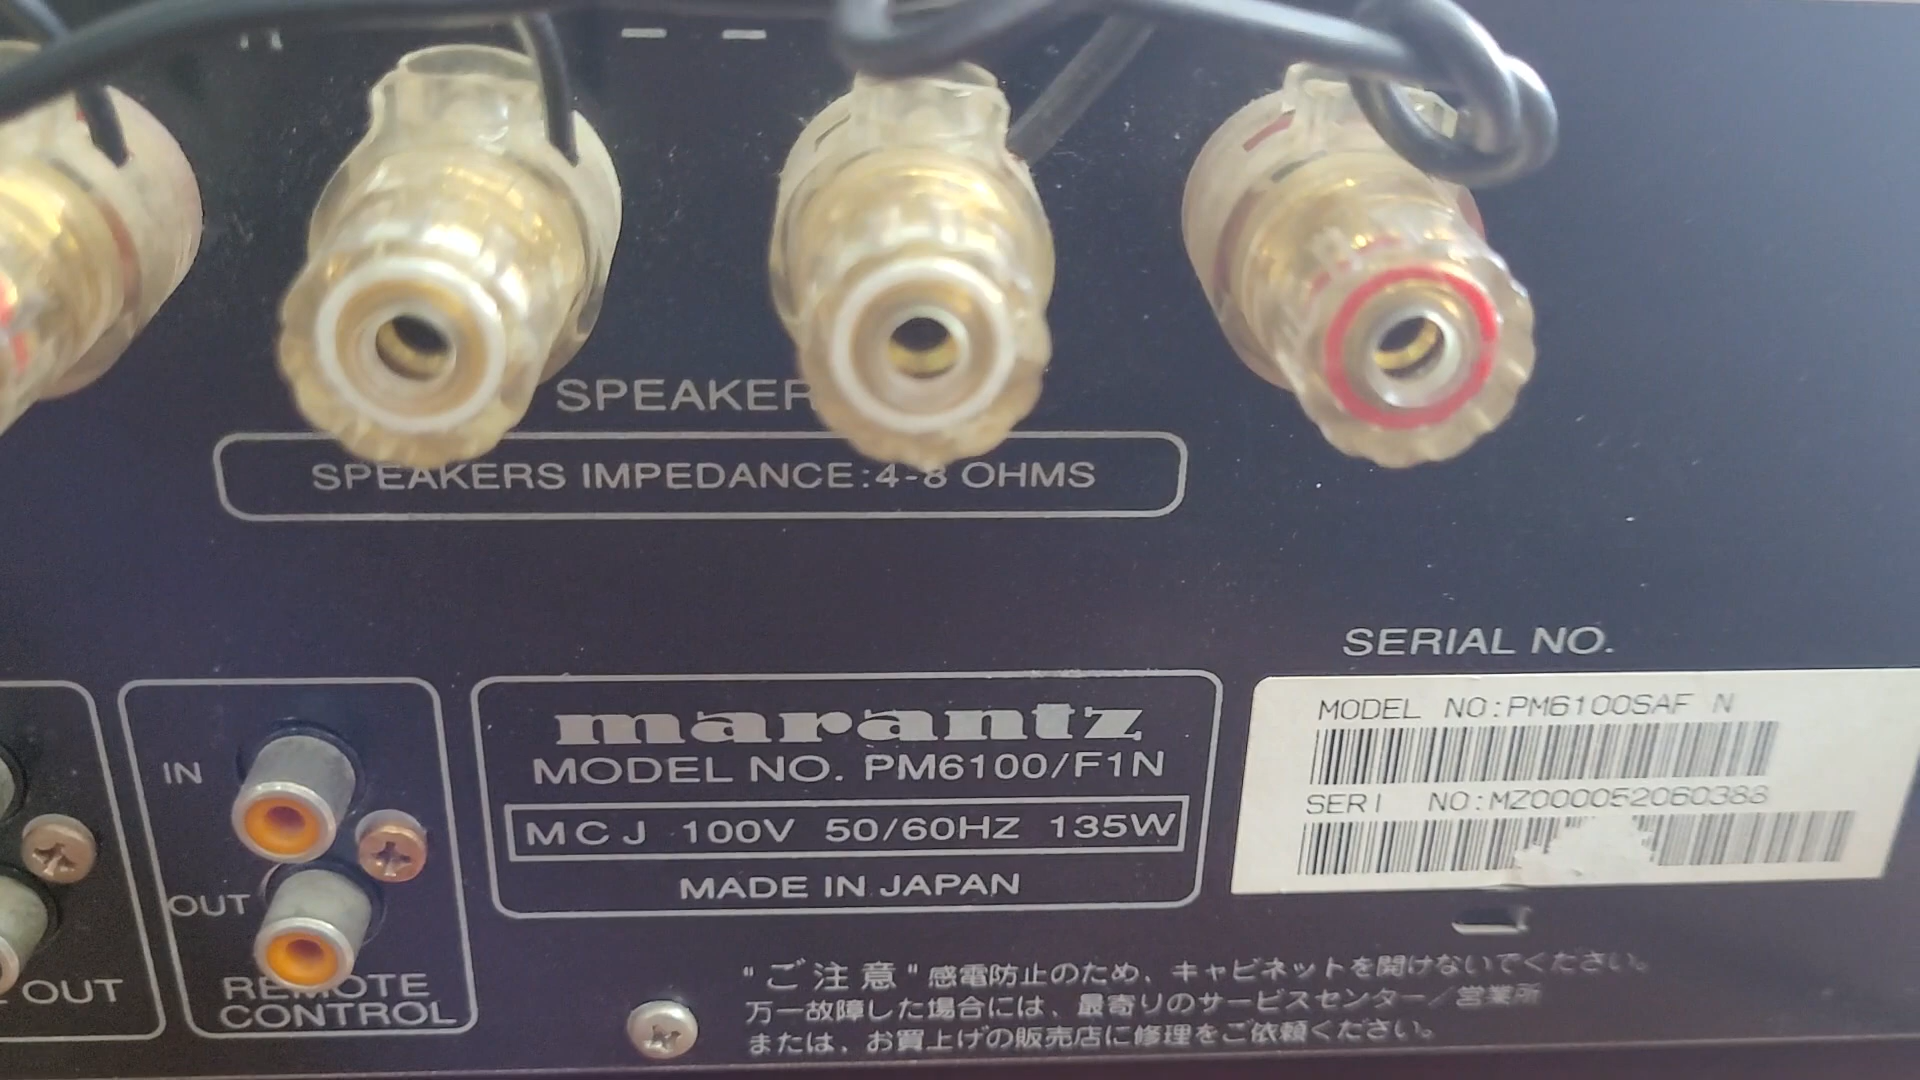 SPEAKER
SPEAKERS IMPEDANCE:4-8 OHMS
SERIAL NO.
MODEL NO:PM6100SAF N
SERI NO:MZ000052060388
IN
OUT
REMOTE
CONTROL
OUT
marantz
MODEL NO. PM6100/F1N
MCJ 100V 50/60HZ 135W
MADE IN JAPAN
"ご注意"感電防止のため、キャビネットを開けないでください。
万一故障した場合には、最寄りのサービスセンター/営業所
または、お買上げの販売店に修理をご依頼ください。